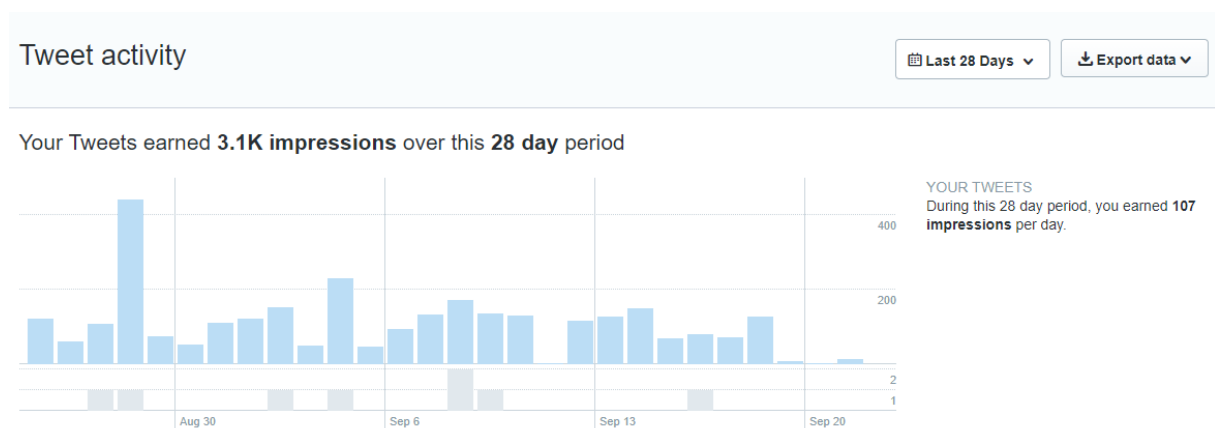 Tweet activity
Last 28 Days
Export data
Your Tweets earned 3.1K impressions over this 28 day period
YOUR TWEETS
During this 28 day period, you earned 107
impressions per day.
400
200
2
1
Aug 30
Sep 6
Sep 13
Sep 20